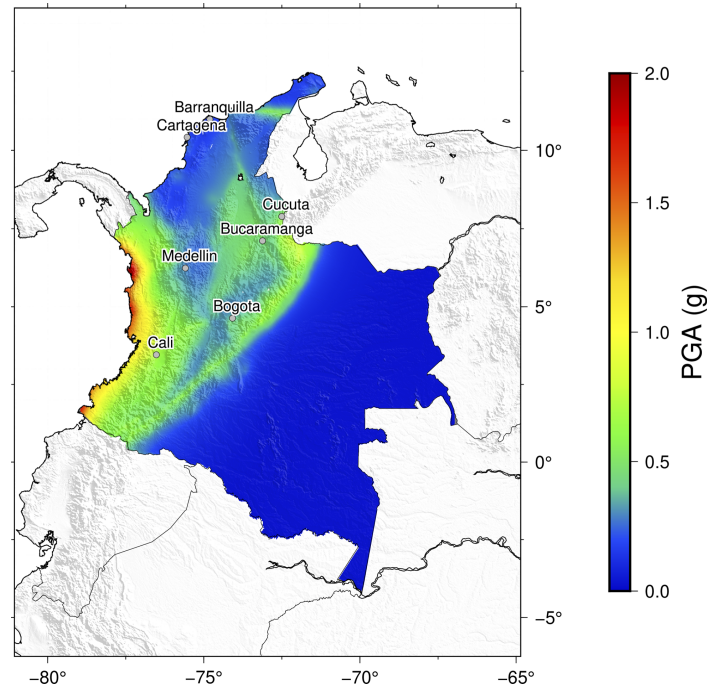 Barranquilla
Cartagena
Cucuta
Bucaramanga
Medellin
Bogota
Cali
10°
5°
0°
−5°
−80°
−75°
−70°
−65°
2.0
1.5
1.0
0.5
0.0
PGA (g)